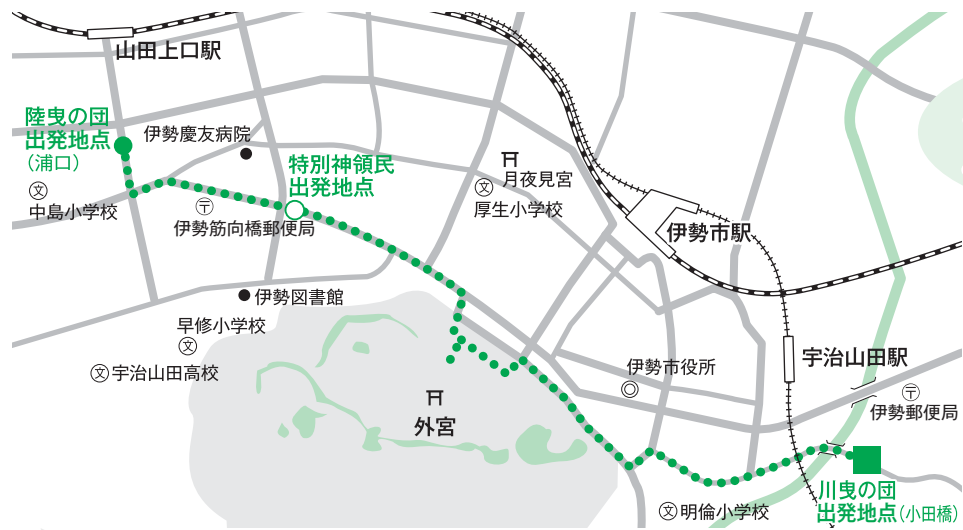 山田上口駅
陸曳の団
出発地点
(浦口)
伊勢慶友病院
文
中島小学校
特別神領民
出発地点
〒
伊勢筋向橋郵便局
月夜見宮
文
厚生小学校
伊勢市駅
伊勢図書館
早修小学校
文
文宇治山田高校
外宮
伊勢市役所
宇治山田駅
〒
伊勢郵便局
川曳の団
出発地点(小田橋)
文明倫小学校